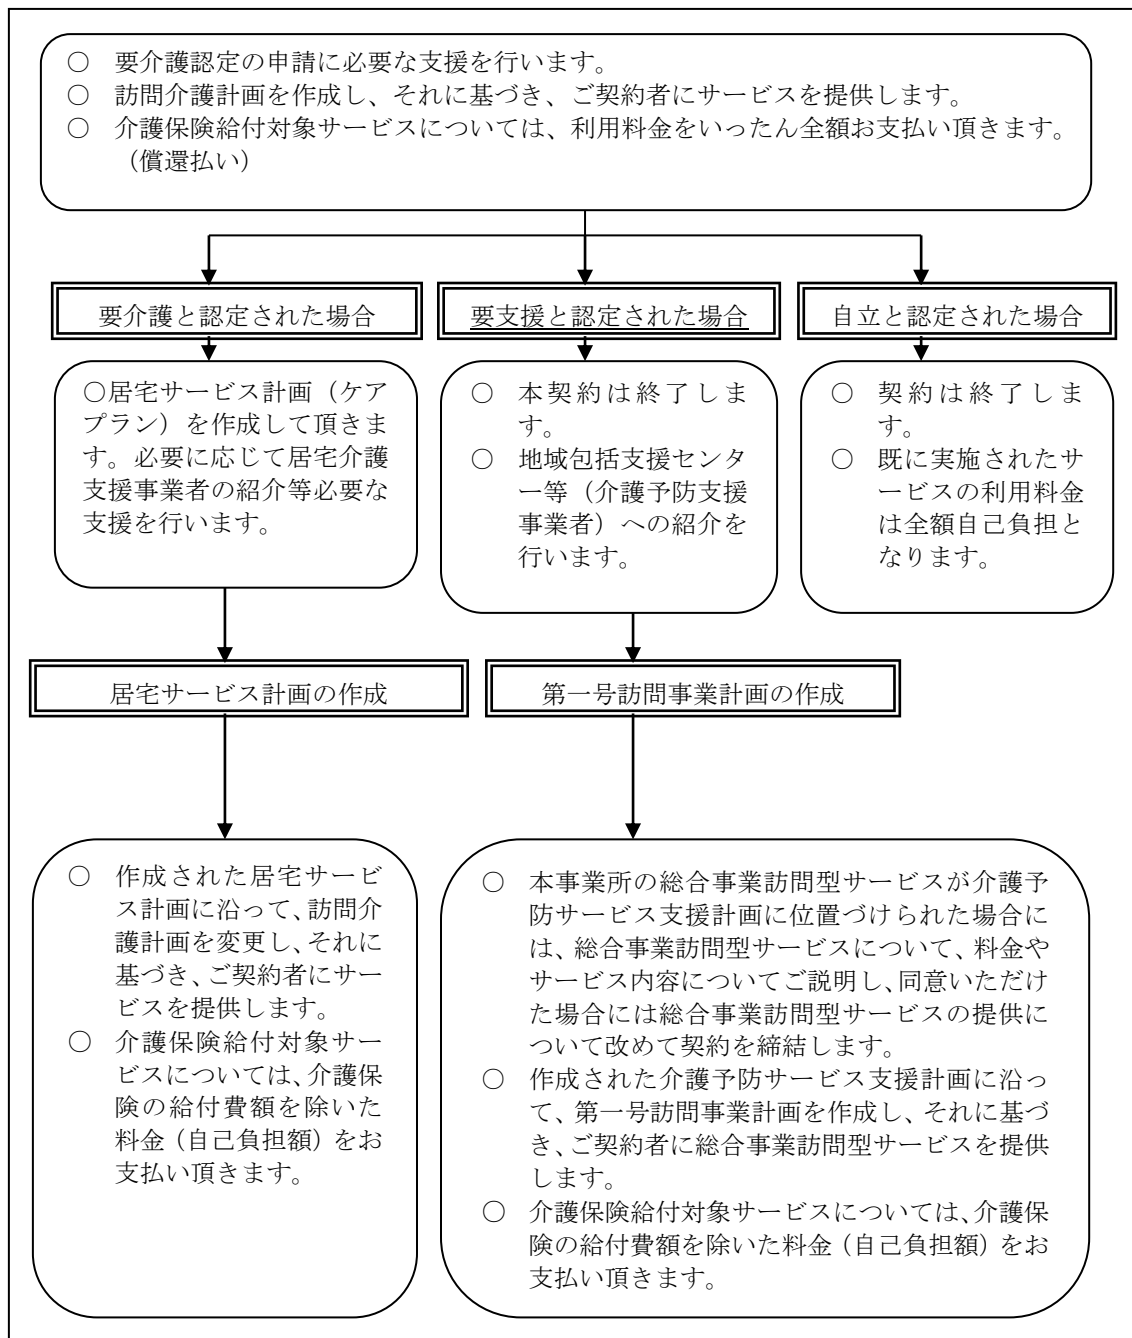 ○ 要介護認定の申請に必要な支援を行います。
○ 訪問介護計画を作成し、それに基づき、ご契約者にサービスを提供します。
○ 介護保険給付対象サービスについては、利用料金をいったん全額お支払い頂きます。
（償還払い）
要介護と認定された場合
要支援と認定された場合
自立と認定された場合
○居宅サービス計画（ケア
プラン）を作成して頂きま
す。必要に応じて居宅介護
支援事業者の紹介等必要な
支援を行います。
○ 本契約は終了しま
す。
○ 地域包括支援センタ
ー等（介護予防支援
事業者）への紹介を
行います。
○ 契約は終了しま
す。
○ 既に実施されたサ
ービスの利用料金
は全額自己負担と
なります。
居宅サービス計画の作成
第一号訪問事業計画の作成
○ 作成された居宅サービ
ス計画に沿って、訪問介
護計画を変更し、それに
基づき、ご契約者にサー
ビスを提供します。
○ 介護保険給付対象サー
ビスについては、介護保
険の給付費額を除いた
料金（自己負担額）をお
支払い頂きます。
○ 本事業所の総合事業訪問型サービスが介護予
防サービス支援計画に位置づけられた場合に
は、総合事業訪問型サービスについて、料金や
サービス内容についてご説明し、同意いただけ
た場合には総合事業訪問型サービスの提供に
ついて改めて契約を締結します。
○ 作成された介護予防サービス支援計画に沿っ
て、第一号訪問事業計画を作成し、それに基づ
き、ご契約者に総合事業訪問型サービスを提供
します。
○ 介護保険給付対象サービスについては、介護保
険の給付費額を除いた料金（自己負担額）をお
支払い頂きます。